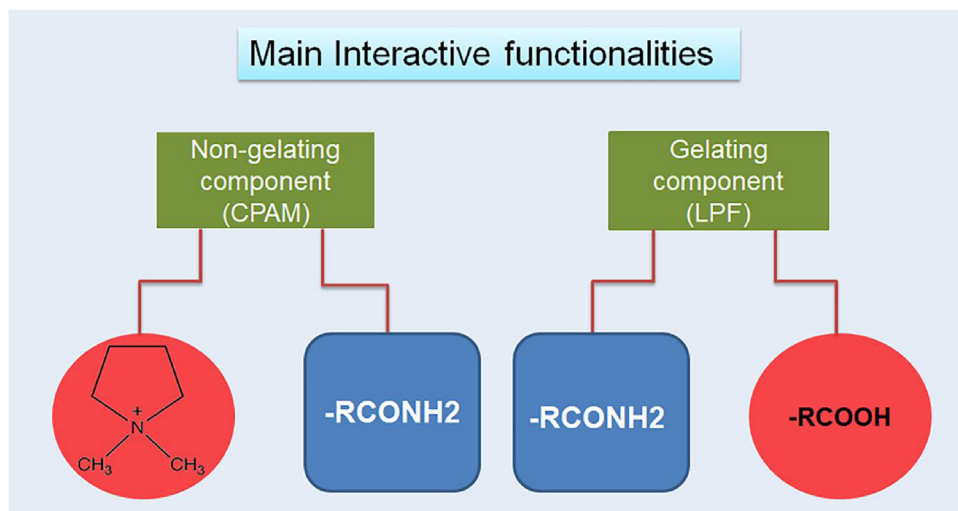 Main Interactive functionalities
Non-gelating
component
(CPAM)
Gelating
component
(LPF)
+
N
CH3
CH3
-RCONH2
-RCONH2
-RCOOH